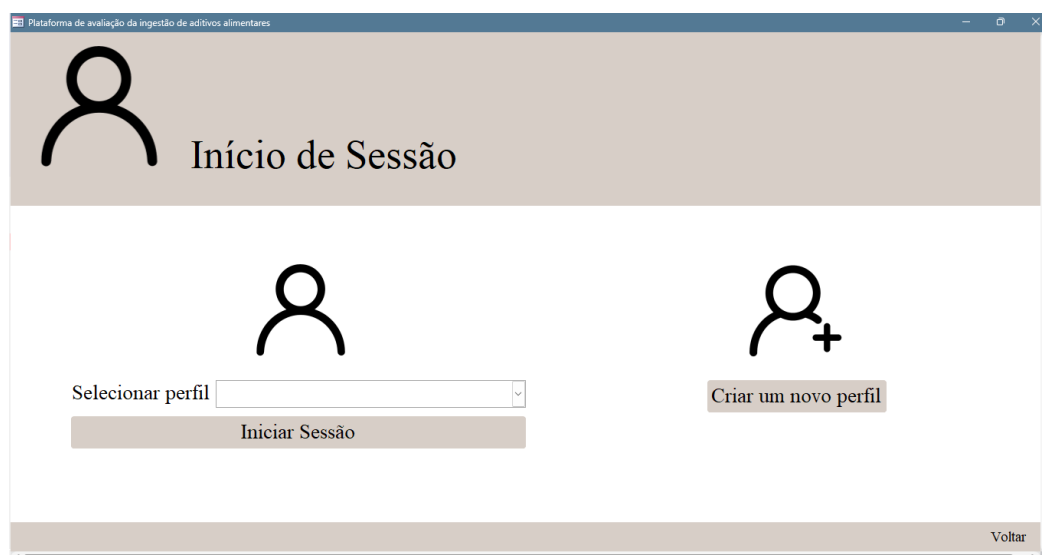 Plataforma de avaliação da ingestão de aditivos alimentares
Início de Sessão
Selecionar perfil
Iniciar Sessão
Criar um novo perfil
Voltar